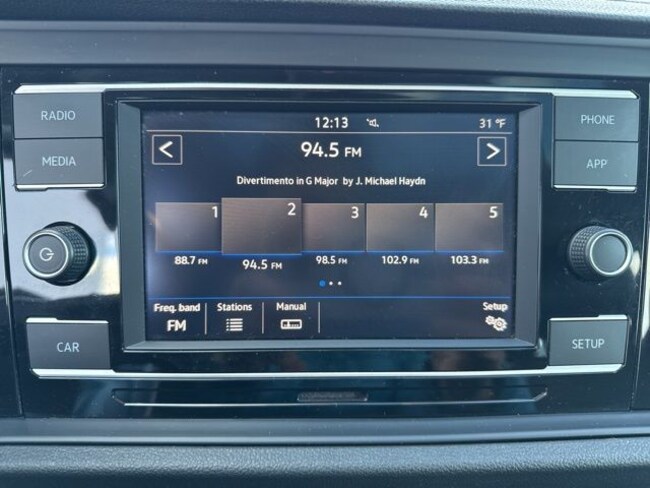 RADIO
MEDIA
CAR
PHONE
APP
SETUP
12:13
31 °F
94.5 FM
Divertimento in G Major by J. Michael Haydn
1 2 3 4 5
88.7 FM 94.5 FM 98.5 FM 102.9 FM 103.3 FM
Freq. band Stations Manual Setup
FM